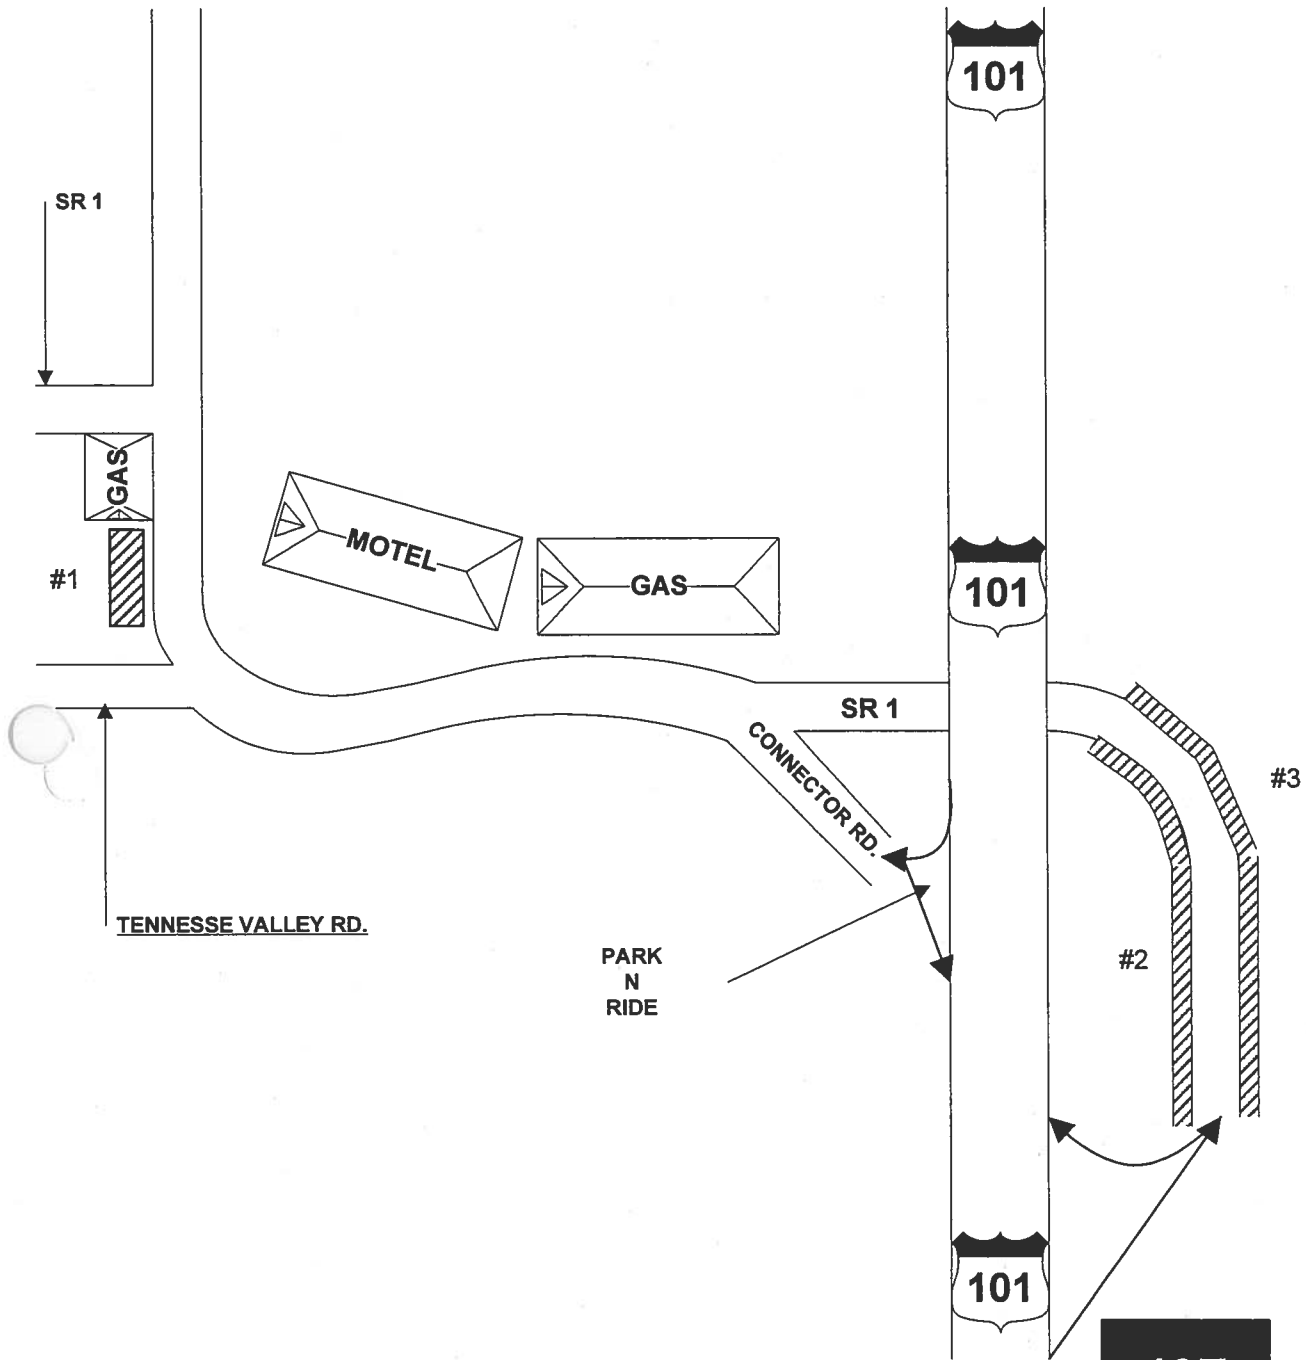 101
SR 1
GAS
#1
MOTEL
GAS
101
SR 1
CONNECTOR RD.
#3
TENNESSE VALLEY RD.
PARK
N
RIDE
#2
101